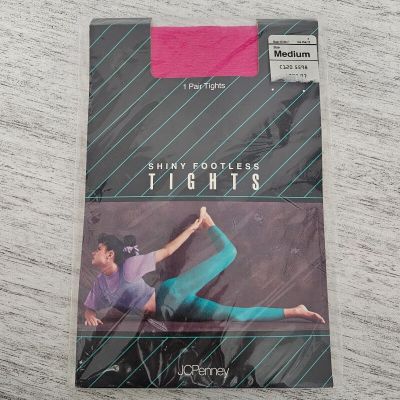 Medium
1 Pair Tights
SHINY FOOTLESS
TIGHTS
JCPenney